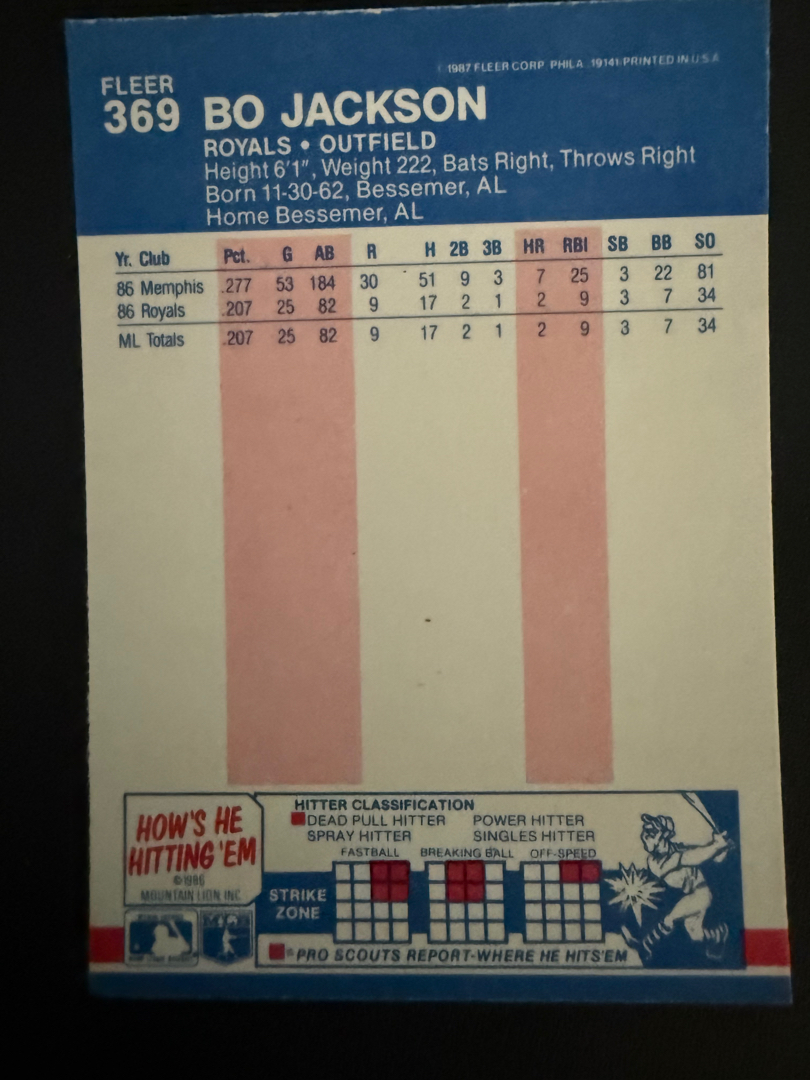 © 1987 FLEER CORP PHILA 19141 PRINTED IN U.S.A
FLEER
369 BO JACKSON
ROYALS • OUTFIELD
Height 6'1", Weight 222, Bats Right, Throws Right
Born 11-30-62, Bessemer, AL
Home Bessemer, AL
Yr. Club Pct. G AB R H 2B 3B HR RBI SB BB SO
86 Memphis .277 53 184 30 51 9 3 7 25 3 22 81
86 Royals .207 25 82 9 17 2 1 2 9 3 7 34
ML Totals .207 25 82 9 17 2 1 2 9 3 7 34
HOW'S HE
HITTING 'EM
©1986
MOUNTAIN LION INC
HITTER CLASSIFICATION
DEAD PULL HITTER POWER HITTER
SPRAY HITTER SINGLES HITTER
FASTBALL BREAKING BALL OFF-SPEED
STRIKE
ZONE
= PRO SCOUTS REPORT-WHERE HE HITS'EM